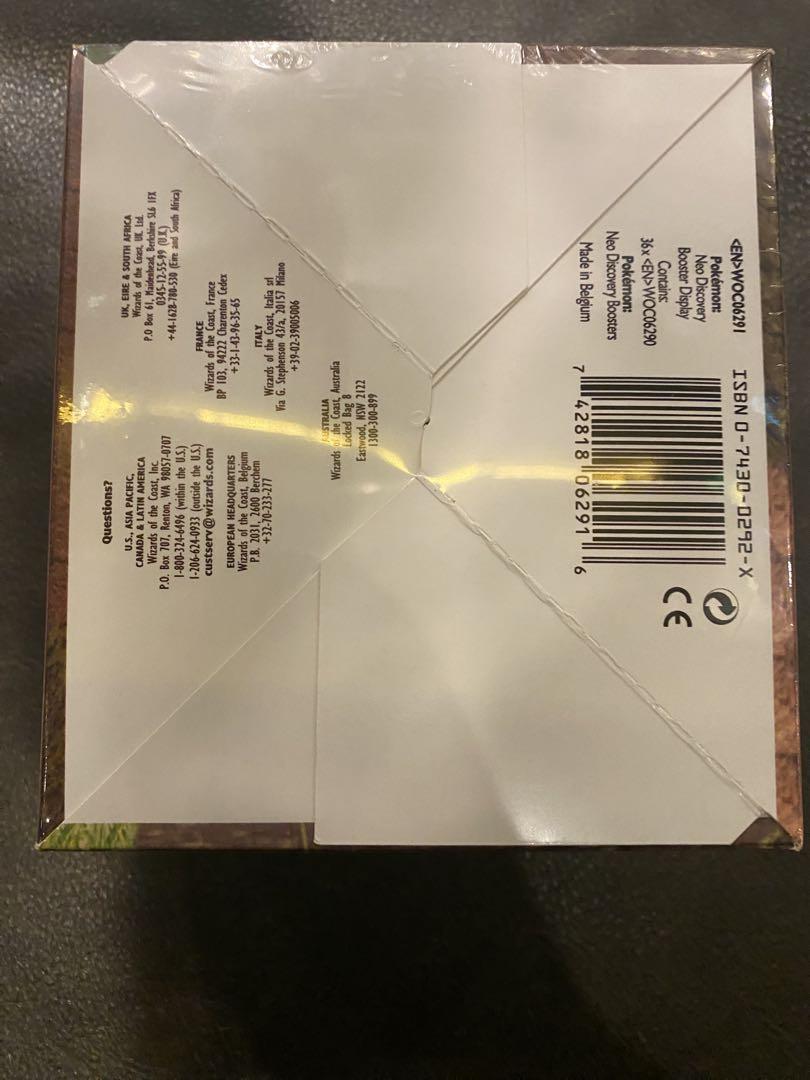 Questions?
U.S., ASIA PACIFIC,
CANADA & LATIN AMERICA
Wizards of the Coast, Inc.
P.O. Box 707, Renton, WA 98057-0707
1-800-324-6496 (within the U.S.)
1-206-624-0933 (outside the U.S.)
custserv@wizards.com
EUROPEAN HEADQUARTERS
Wizards of the Coast, Belgium
P.B. 2031, 2600 Berchem
+32-70-233-277
UK, EIRE & SOUTH AFRICA
Wizards of the Coast, UK, Ltd.
P.O Box 61, Maidenhead, Berkshire SL6 1FX
0345-12-55-99 (U.K.)
+44-1628-780-530 (Eire and South Africa)
FRANCE
Wizards of the Coast, France
BP 103, 94222 Charenton Cedex
+33-1-43-96-35-65
ITALY
Wizards of the Coast, Italia srl
Via G. Stephenson 43/a, 20157 Milano
+39-02-39005006
AUSTRALIA
Wizards of the Coast, Australia
Locked Bag 8
Eastwood, NSW 2122
1300-300-899
<EN>WOC06291
Pokémon:
Neo Discovery
Booster Display
Contains:
36x <EN>WOC06290
Pokémon:
Neo Discovery Boosters
Made in Belgium
ISBN 0-7430-0292-X
7 42818 06291 6
CE